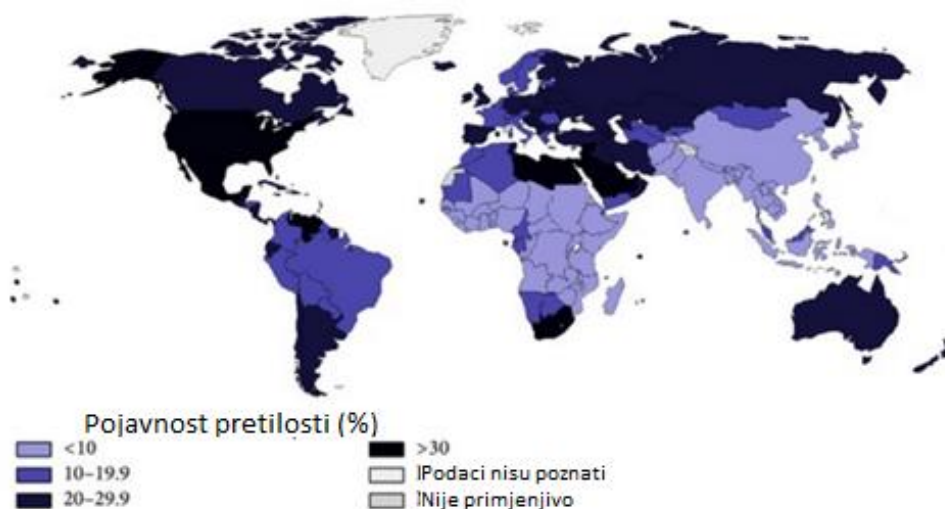 Pojavnost pretilosti (%)
<10
10–19.9
20–29.9
>30
Podaci nisu poznati
Nije primjenjivo